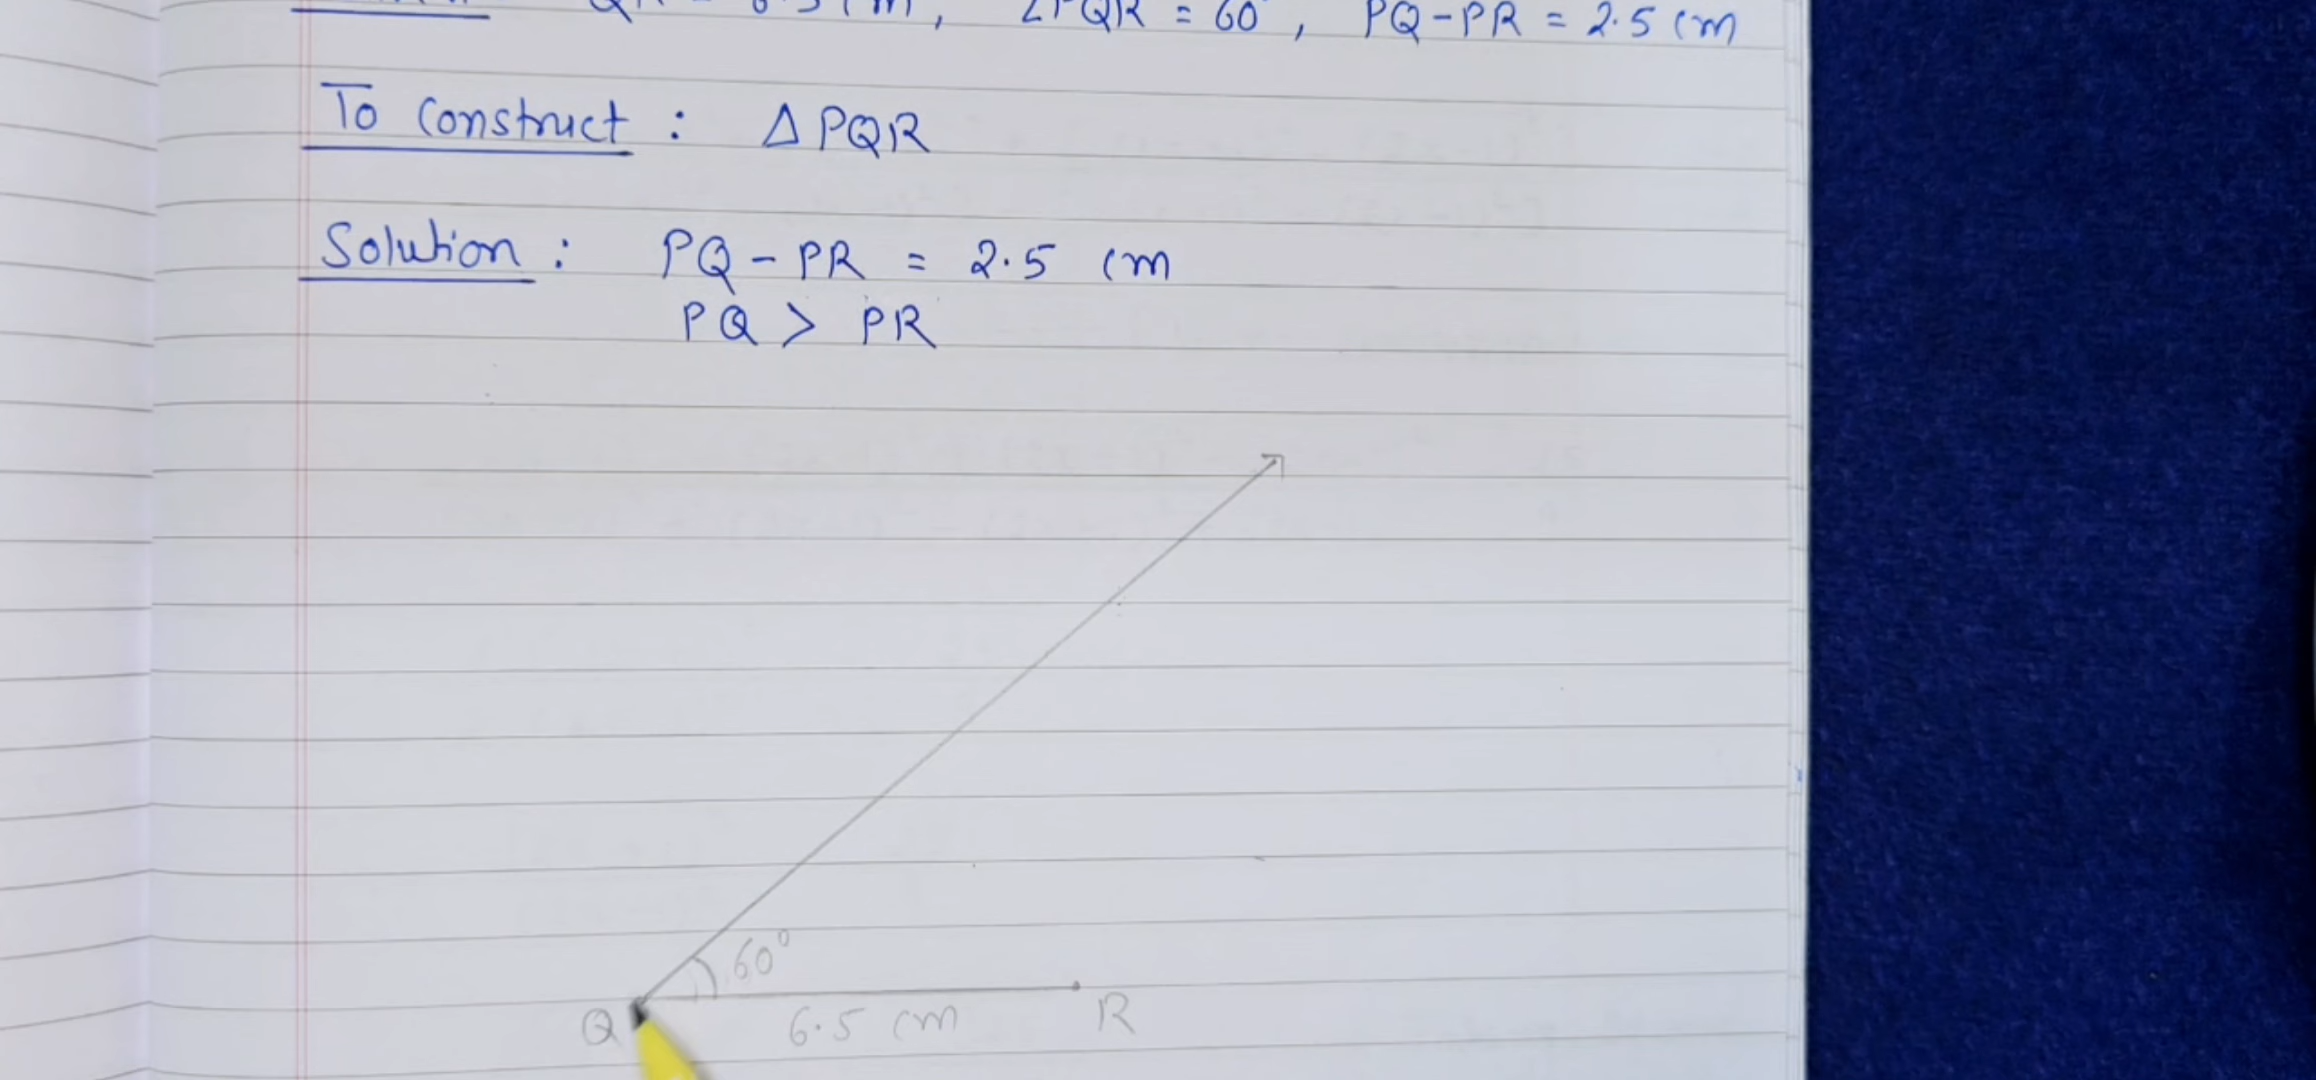 ∠PQR = 60°, PQ-PR = 2.5 cm
To construct : Δ PQR
Solution : PQ - PR = 2.5 cm
PQ > PR
60°
Q 6.5 cm R